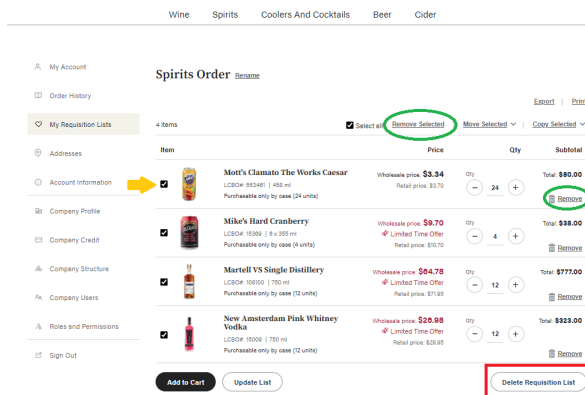 Wine Spirits Coolers And Cocktails Beer Cider
My Account
Order History
My Requisition Lists
Addresses
Account Information
Company Profile
Company Credit
Company Structure
Company Users
Roles and Permissions
Sign Out
Spirits Order Rename
Export | Print
4 items Select all Remove Selected Move Selected | Copy Selected
Item Price Qty Subtotal
Mott's Clamato The Works Caesar
LCBO#: 563461 | 458 ml
Purchasable only by case (24 units)
Wholesale price: $3.34
Retail price: $3.70
Qty
− 24 +
Total: $80.00
Remove
Mike's Hard Cranberry
LCBO#: 15369 | 6 x 355 ml
Purchasable only by case (4 units)
Wholesale price: $9.70
Limited Time Offer
Retail price: $10.70
Qty
− 4 +
Total: $38.00
Remove
Martell VS Single Distillery
LCBO#: 108100 | 750 ml
Purchasable only by case (12 units)
Wholesale price: $64.78
Limited Time Offer
Retail price: $71.95
Qty
− 12 +
Total: $777.00
Remove
New Amsterdam Pink Whitney
Vodka
LCBO#: 15009 | 750 ml
Purchasable only by case (12 units)
Wholesale price: $26.98
Limited Time Offer
Retail price: $29.95
Qty
− 12 +
Total: $323.00
Remove
Add to Cart Update List Delete Requisition List